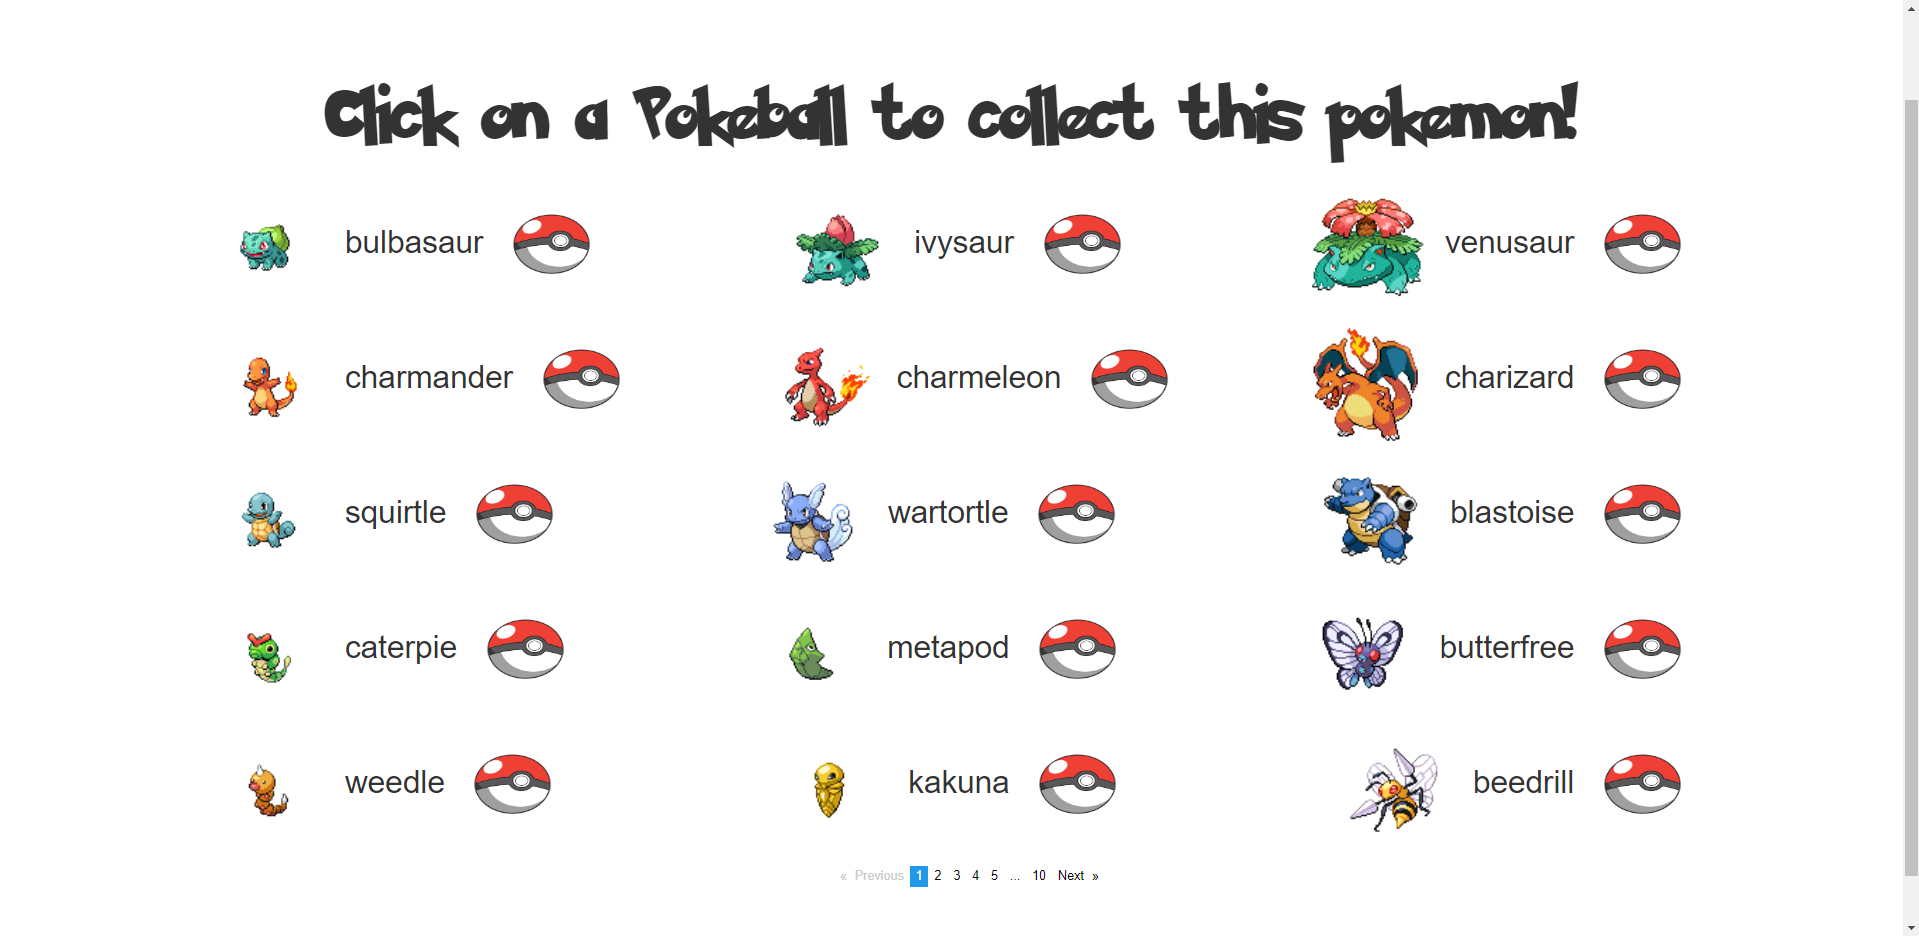 Click on a Pokeball to collect this pokemon!
bulbasaur ivysaur venusaur
charmander charmeleon charizard
squirtle wartortle blastoise
caterpie metapod butterfree
weedle kakuna beedrill
« Previous 1 2 3 4 5 ... 10 Next »